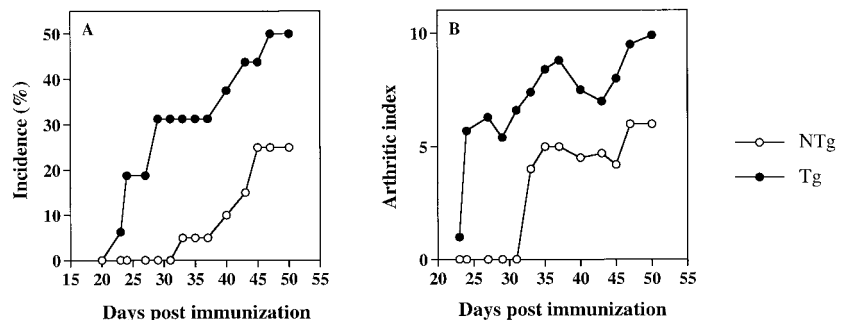 A
50
40
30
20
10
0
Incidence (%)
15 20 25 30 35 40 45 50 55
Days post immunization
B
10
5
0
Arthritic index
20 25 30 35 40 45 50 55
Days post immunization
NTg
Tg